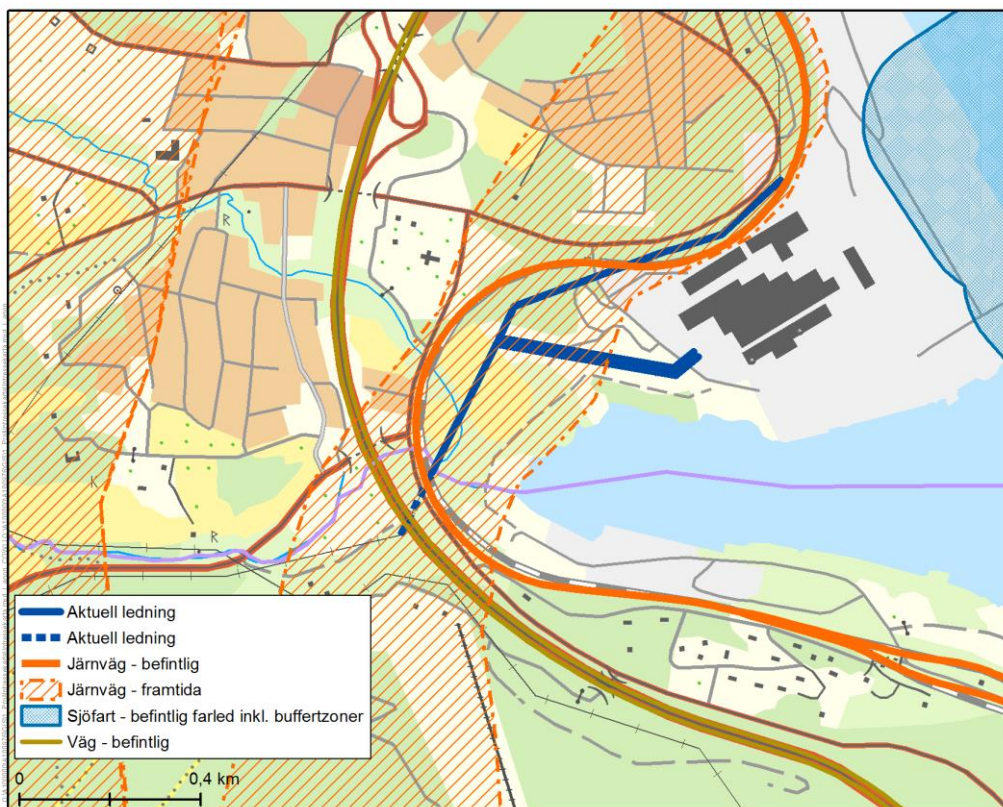 Aktuell ledning
Aktuell ledning
Järnväg - befintlig
Järnväg - framtida
Sjöfart - befintlig farled inkl. buffertzoner
Väg - befintlig
0 0,4 km